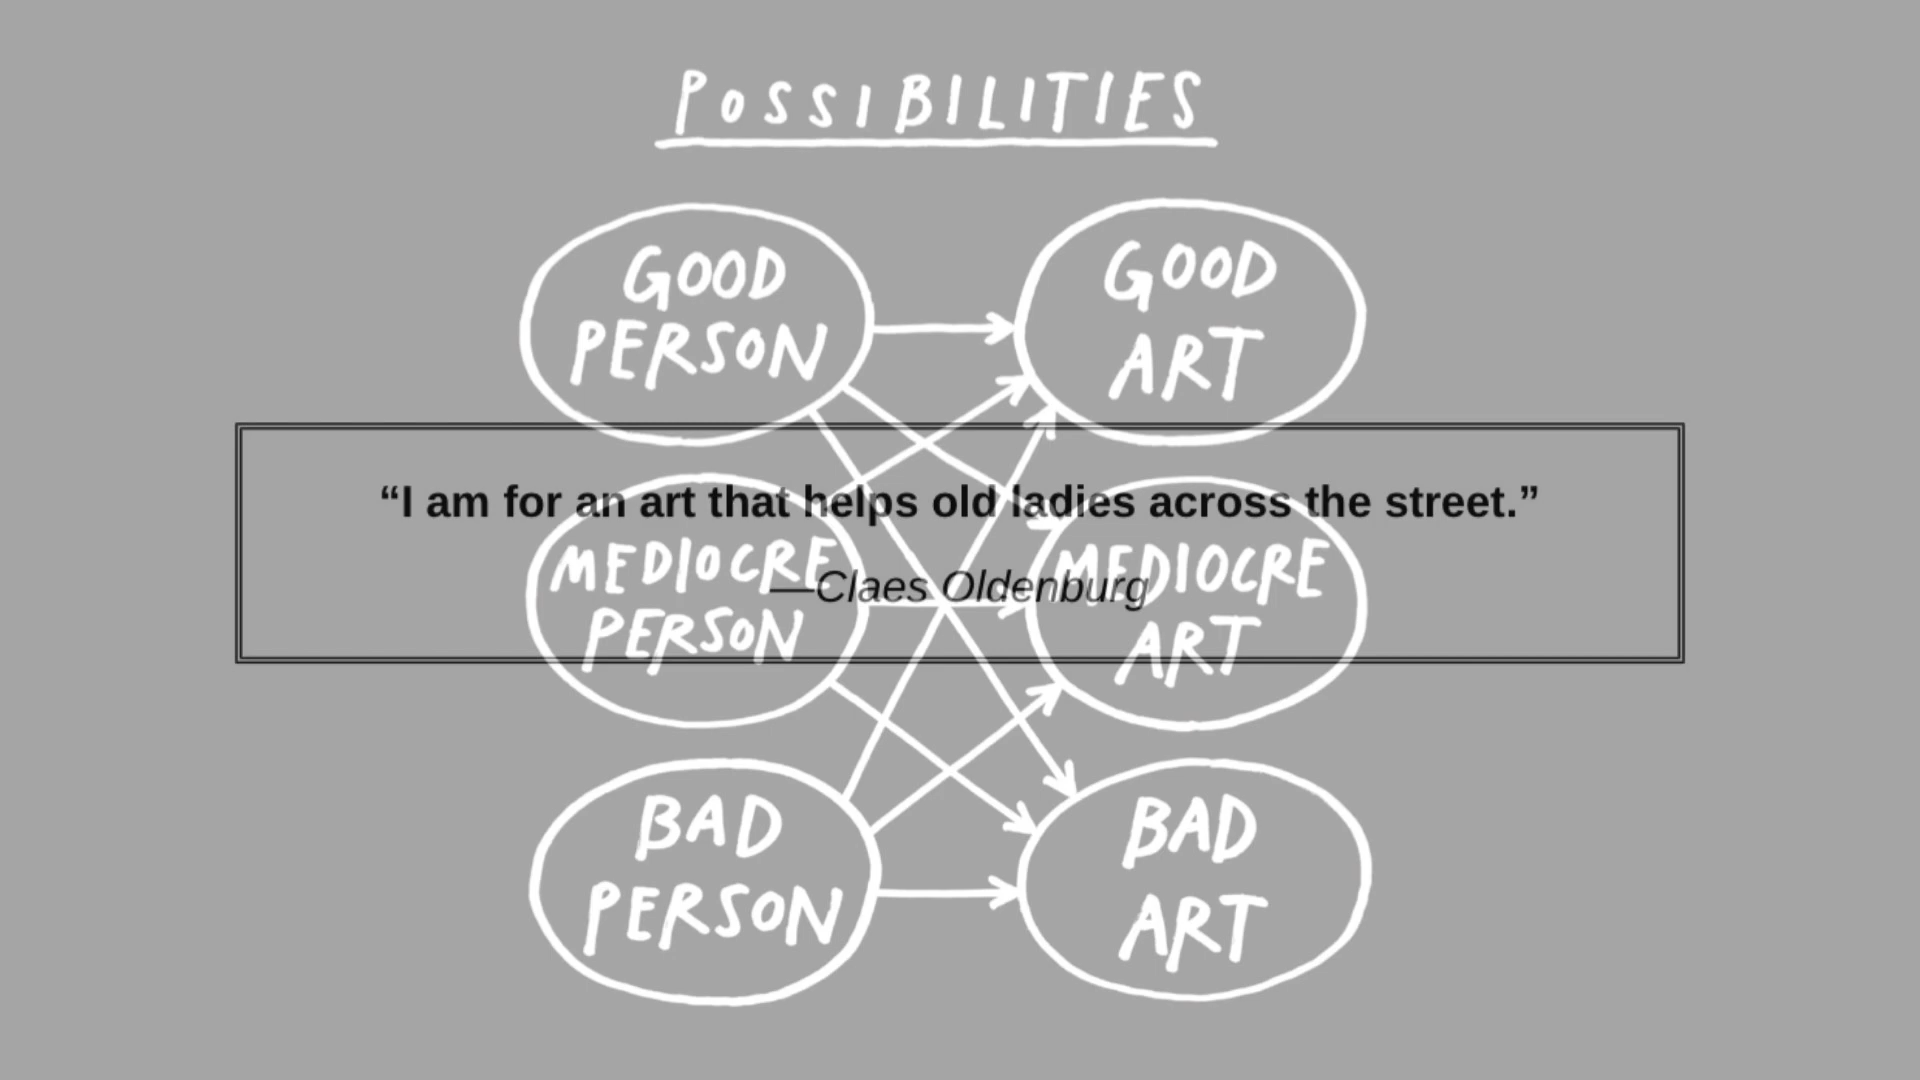 POSSIBILITIES
GOOD
PERSON
GOOD
ART
“I am for an art that helps old ladies across the street.”
—Claes Oldenburg
MEDIOCRE
PERSON
MEDIOCRE
ART
BAD
PERSON
BAD
ART